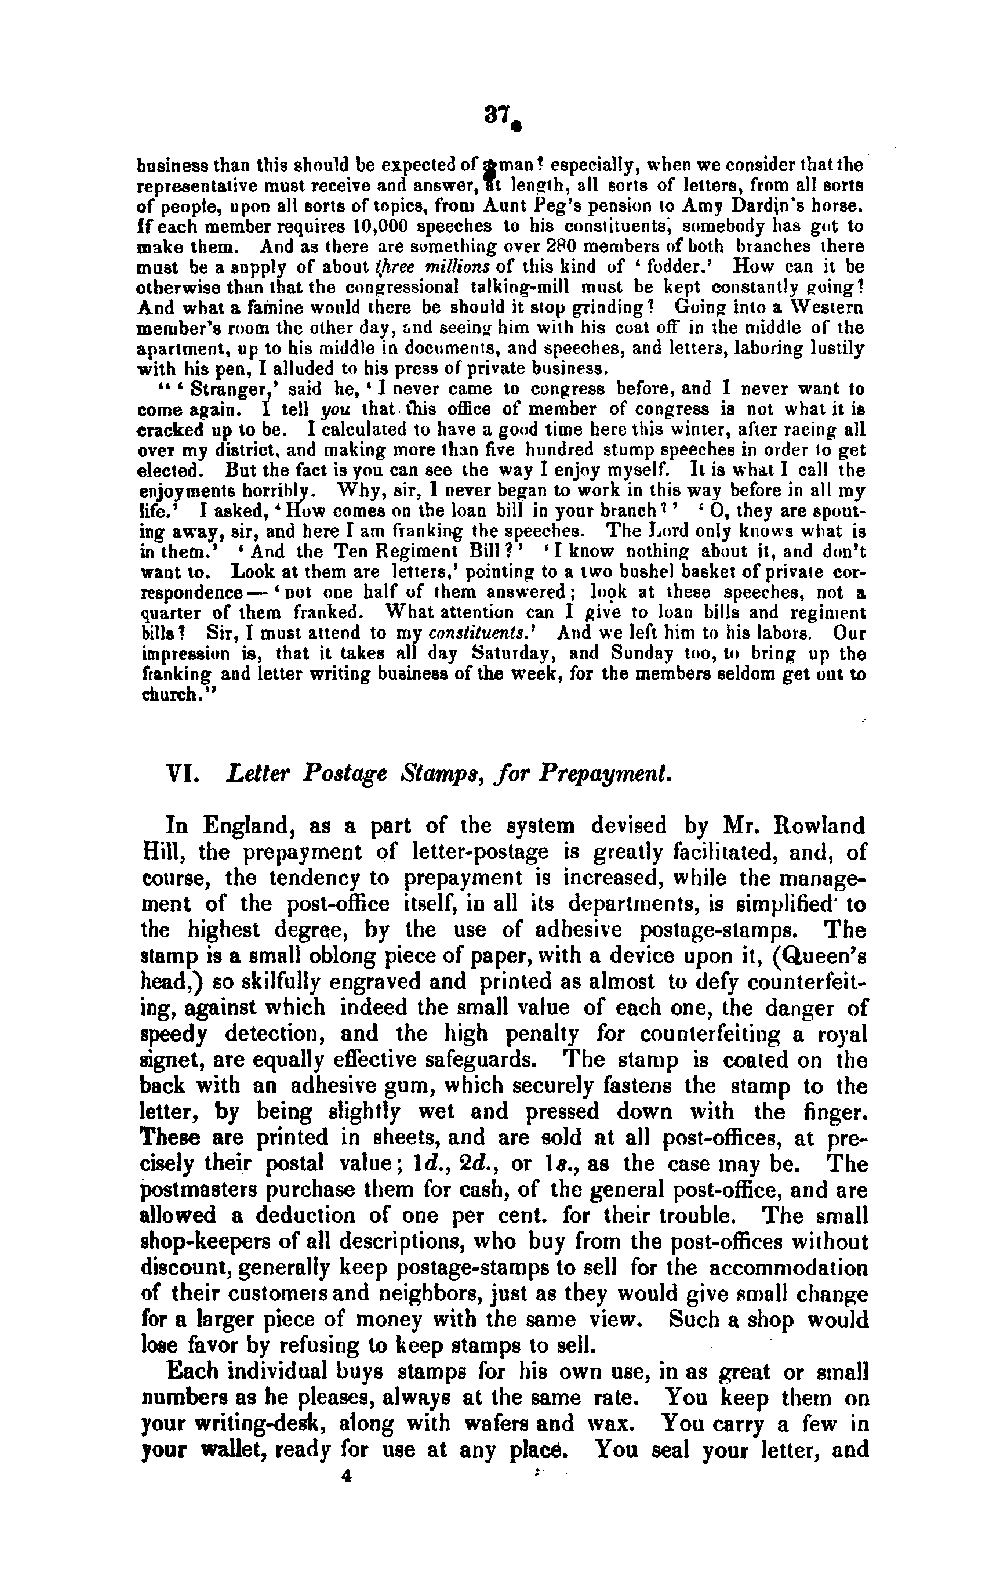 37
business than this should be expected of a man? especially, when we consider that the
representative must receive and answer, at length, all sorts of letters, from all sorts
of people, upon all sorts of topics, from Aunt Peg's pension to Amy Dardin's horse.
If each member requires 10,000 speeches to his constituents, somebody has got to
make them. And as there are something over 280 members of both branches there
must be a supply of about three millions of this kind of ‘ fodder.’ How can it be
otherwise than that the congressional talking-mill must be kept constantly going?
And what a famine would there be should it stop grinding? Going into a Western
member's room the other day, and seeing him with his coat off in the middle of the
apartment, up to his middle in documents, and speeches, and letters, laboring lustily
with his pen, I alluded to his press of private business.
“ ‘ Stranger,’ said he, ‘ I never came to congress before, and I never want to
come again. I tell you that this office of member of congress is not what it is
cracked up to be. I calculated to have a good time here this winter, after racing all
over my district, and making more than five hundred stump speeches in order to get
elected. But the fact is you can see the way I enjoy myself. It is what I call the
enjoyments horribly. Why, sir, I never began to work in this way before in all my
life.’ I asked, ‘ How comes on the loan bill in your branch?’ ‘ O, they are spout-
ing away, sir, and here I am franking the speeches. The Lord only knows what is
in them.’ ‘ And the Ten Regiment Bill?’ ‘ I know nothing about it, and don't
want to. Look at them are letters,’ pointing to a two bushel basket of private cor-
respondence — ‘ not one half of them answered; look at these speeches, not a
quarter of them franked. What attention can I give to loan bills and regiment
bills? Sir, I must attend to my constituents.’ And we left him to his labors. Our
impression is, that it takes all day Saturday, and Sunday too, to bring up the
franking and letter writing business of the week, for the members seldom get out to
church.”
VI. Letter Postage Stamps, for Prepayment.
In England, as a part of the system devised by Mr. Rowland
Hill, the prepayment of letter-postage is greatly facilitated, and, of
course, the tendency to prepayment is increased, while the manage-
ment of the post-office itself, in all its departments, is simplified to
the highest degree, by the use of adhesive postage-stamps. The
stamp is a small oblong piece of paper, with a device upon it, (Queen's
head,) so skilfully engraved and printed as almost to defy counterfeit-
ing, against which indeed the small value of each one, the danger of
speedy detection, and the high penalty for counterfeiting a royal
signet, are equally effective safeguards. The stamp is coated on the
back with an adhesive gum, which securely fastens the stamp to the
letter, by being slightly wet and pressed down with the finger.
These are printed in sheets, and are sold at all post-offices, at pre-
cisely their postal value; 1d., 2d., or 1s., as the case may be. The
postmasters purchase them for cash, of the general post-office, and are
allowed a deduction of one per cent. for their trouble. The small
shop-keepers of all descriptions, who buy from the post-offices without
discount, generally keep postage-stamps to sell for the accommodation
of their customers and neighbors, just as they would give small change
for a larger piece of money with the same view. Such a shop would
lose favor by refusing to keep stamps to sell.
Each individual buys stamps for his own use, in as great or small
numbers as he pleases, always at the same rate. You keep them on
your writing-desk, along with wafers and wax. You carry a few in
your wallet, ready for use at any place. You seal your letter, and
4